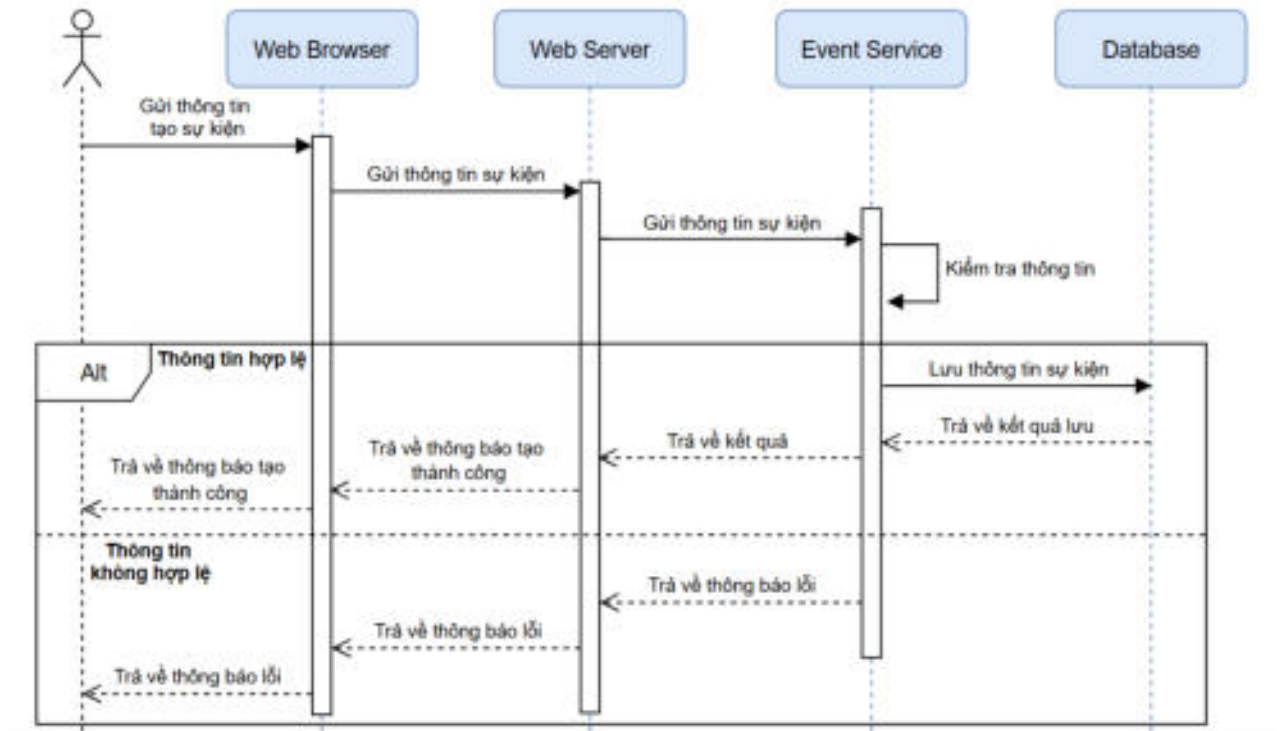 Web Browser
Web Server
Event Service
Database
Gửi thông tin
tạo sự kiện
Gửi thông tin sự kiện
Gửi thông tin sự kiện
Kiểm tra thông tin
Alt
Thông tin hợp lệ
Lưu thông tin sự kiện
Trả về kết quả lưu
Trả về kết quả
Trả về thông báo tạo
thành công
Trả về thông báo tạo
thành công
Thông tin
không hợp lệ
Trả về thông báo lỗi
Trả về thông báo lỗi
Trả về thông báo lỗi